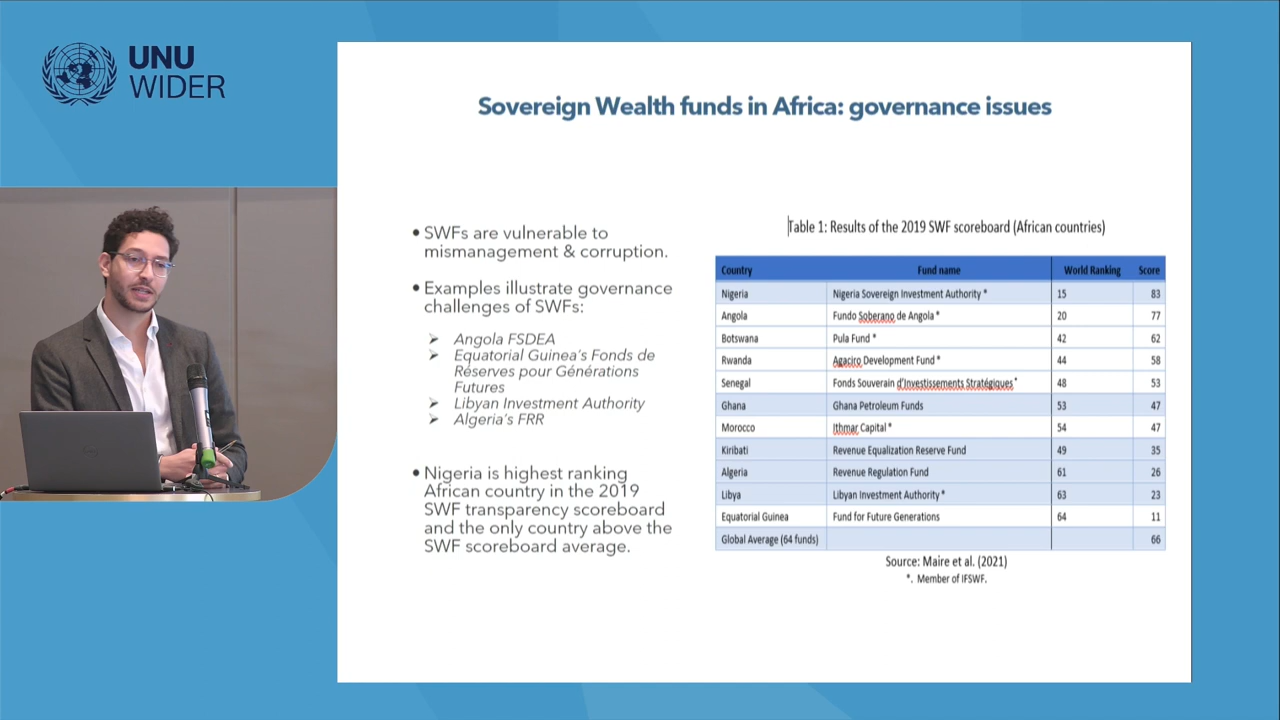 UNU
WIDER
Sovereign Wealth funds in Africa: governance issues
• SWFs are vulnerable to
mismanagement & corruption.
• Examples illustrate governance
challenges of SWFs:
➢ Angola FSDEA
➢ Equatorial Guinea's Fonds de
Réserves pour Générations
Futures
➢ Libyan Investment Authority
➢ Algeria's FRR
• Nigeria is highest ranking
African country in the 2019
SWF transparency scoreboard
and the only country above the
SWF scoreboard average.
Table 1: Results of the 2019 SWF scoreboard (African countries)
Country Fund name World Ranking Score
Nigeria Nigeria Sovereign Investment Authority * 15 83
Angola Fundo Soberano de Angola * 20 77
Botswana Pula Fund * 42 62
Rwanda Agaciro Development Fund * 44 58
Senegal Fonds Souverain d'Investissements Stratégiques * 48 53
Ghana Ghana Petroleum Funds 53 47
Morocco Ithmar Capital * 54 47
Kiribati Revenue Equalization Reserve Fund 49 35
Algeria Revenue Regulation Fund 61 26
Libya Libyan Investment Authority * 63 23
Equatorial Guinea Fund for Future Generations 64 11
Global Average (64 funds) 66
Source: Maire et al. (2021)
*. Member of IFSWF.